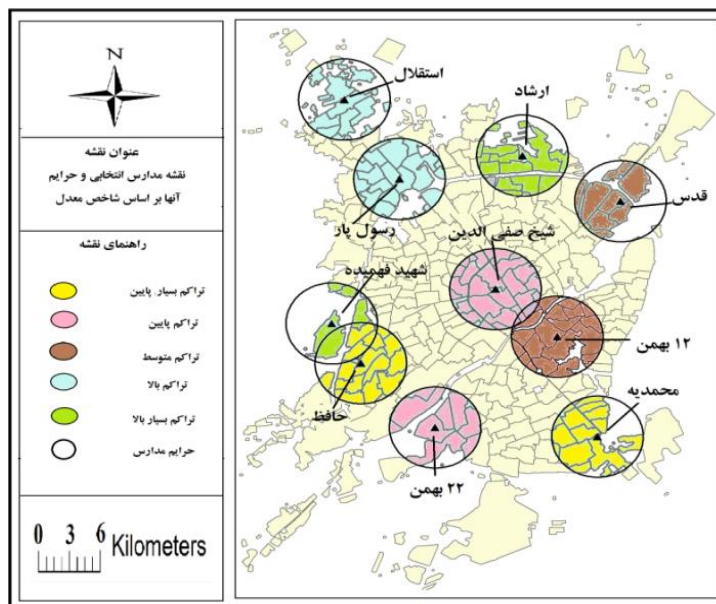 N
عنوان نقشه
نقشه مدارس انتخابی و حرایم
آنها بر اساس شاخص معدل
راهنمای نقشه
تراکم بسیار پایین
تراکم پایین
تراکم متوسط
تراکم بالا
تراکم بسیار بالا
حرایم مدارس
0 3 6 Kilometers
استقلال
ارشاد
قدس
رسول پار
شیخ صفی الدین
شهید فهمیده
۱۲ بهمن
حافظ
محمدیه
۲۲ بهمن